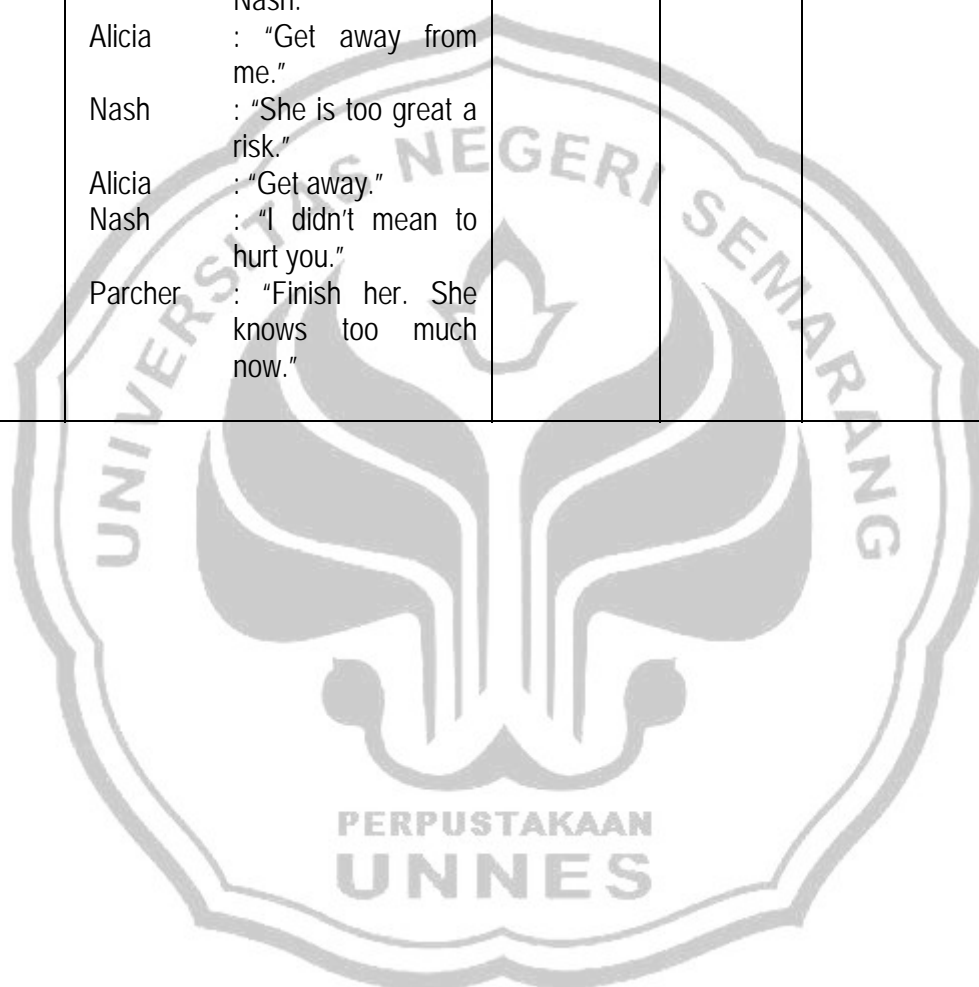 Nash.
Alicia : "Get away from
me."
Nash : "She is too great a
risk."
Alicia : "Get away."
Nash : "I didn't mean to
hurt you."
Parcher : "Finish her. She
knows too much
now."
UNIVERSITAS NEGERI SEMARANG
PERPUSTAKAAN
UNNES